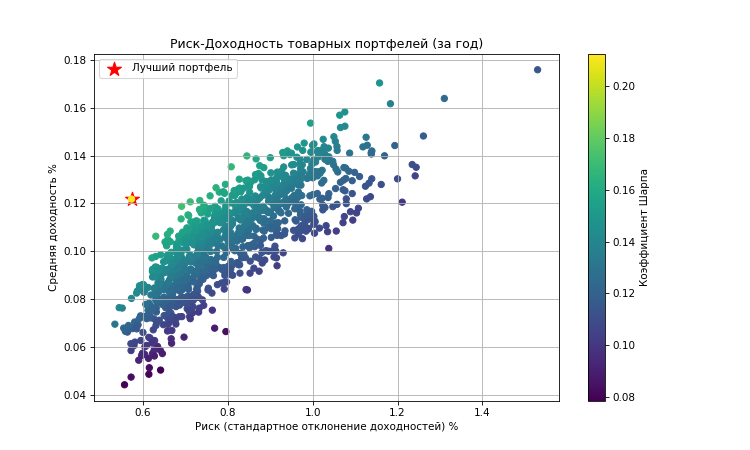 Риск-Доходность товарных портфелей (за год)
Лучший портфель
Средняя доходность %
0.18
0.16
0.14
0.12
0.10
0.08
0.06
0.04
0.6 0.8 1.0 1.2 1.4
Риск (стандартное отклонение доходностей) %
0.20
0.18
0.16
0.14
0.12
0.10
0.08
Коэффициент Шарпа